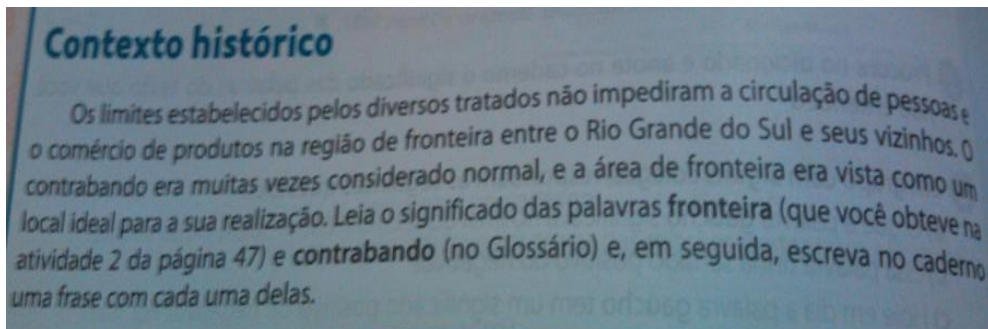 Contexto histórico
Os limites estabelecidos pelos diversos tratados não impediram a circulação de pessoas e
o comércio de produtos na região de fronteira entre o Rio Grande do Sul e seus vizinhos. O
contrabando era muitas vezes considerado normal, e a área de fronteira era vista como um
local ideal para a sua realização. Leia o significado das palavras fronteira (que você obteve na
atividade 2 da página 47) e contrabando (no Glossário) e, em seguida, escreva no caderno
uma frase com cada uma delas.